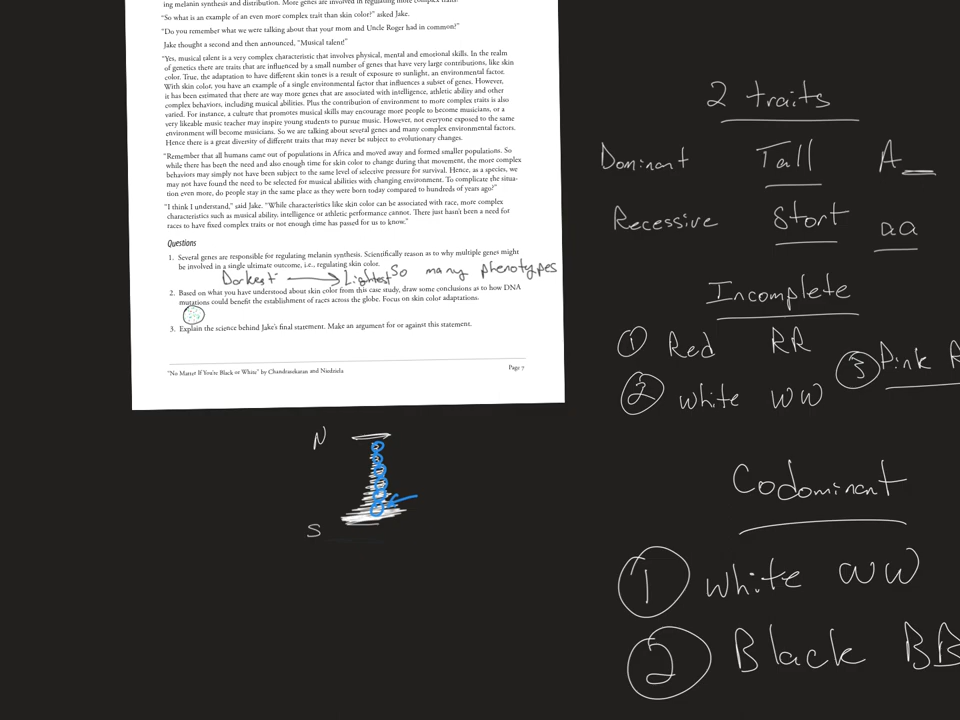 ing melanin synthesis and distribution. More genes are involved in regulating more complex traits."
"So what is an example of an even more complex trait than skin color?" asked Jake.
"Do you remember what we were talking about that your mom and Uncle Roger had in common?"
Jake thought a second and then announced, "Musical talent!"
"Yes, musical talent is a very complex characteristic that involves physical, mental and emotional skills. In the realm
of genetics there are traits that are influenced by a small number of genes that have very large contributions, like skin
color. True, the adaptation to have different skin tones is a result of exposure to sunlight, an environmental factor.
With skin color, you have an example of a single environmental factor that influences a subset of genes. However,
it has been estimated that there are way more genes that are associated with intelligence, athletic ability and other
complex behaviors, including musical abilities. Plus the contribution of environment to more complex traits is also
varied. For instance, a culture that promotes musical skills may encourage more people to become musicians, or a
very likeable music teacher may inspire young students to pursue music. However, not everyone exposed to the same
environment will become musicians. So we are talking about several genes and many complex environmental factors.
Hence there is a great diversity of different traits that may never be subject to evolutionary changes.
"Remember that all humans came out of populations in Africa and moved away and formed smaller populations. So
while there has been the need and also enough time for skin color to change during that movement, the more complex
behaviors may simply not have been subject to the same level of selective pressure for survival. Hence, as a species, we
may not have found the need to be selected for musical abilities with changing environment. To complicate the situa-
tion even more, do people stay in the same place as they were born today compared to hundreds of years ago?"
"I think I understand," said Jake. "While characteristics like skin color can be associated with race, more complex
characteristics such as musical ability, intelligence or athletic performance cannot. There just hasn't been a need for
races to have fixed complex traits or not enough time has passed for us to know."
Questions
1. Several genes are responsible for regulating melanin synthesis. Scientifically reason as to why multiple genes might
be involved in a single ultimate outcome, i.e., regulating skin color.
Darkest Lightest So many phenotypes
2. Based on what you have understood about skin color from this case study, draw some conclusions as to how DNA
mutations could benefit the establishment of races across the globe. Focus on skin color adaptations.
3. Explain the science behind Jake's final statement. Make an argument for or against this statement.
"No Matter If You're Black or White" by Chandrasekaran and Niedziela
Page 7
N
S
2 traits
Dominant Tall A_
Recessive Short aa
Incomplete
1 Red RR
2 White WW
3 Pink R
Codominant
1 White WW
2 Black BB